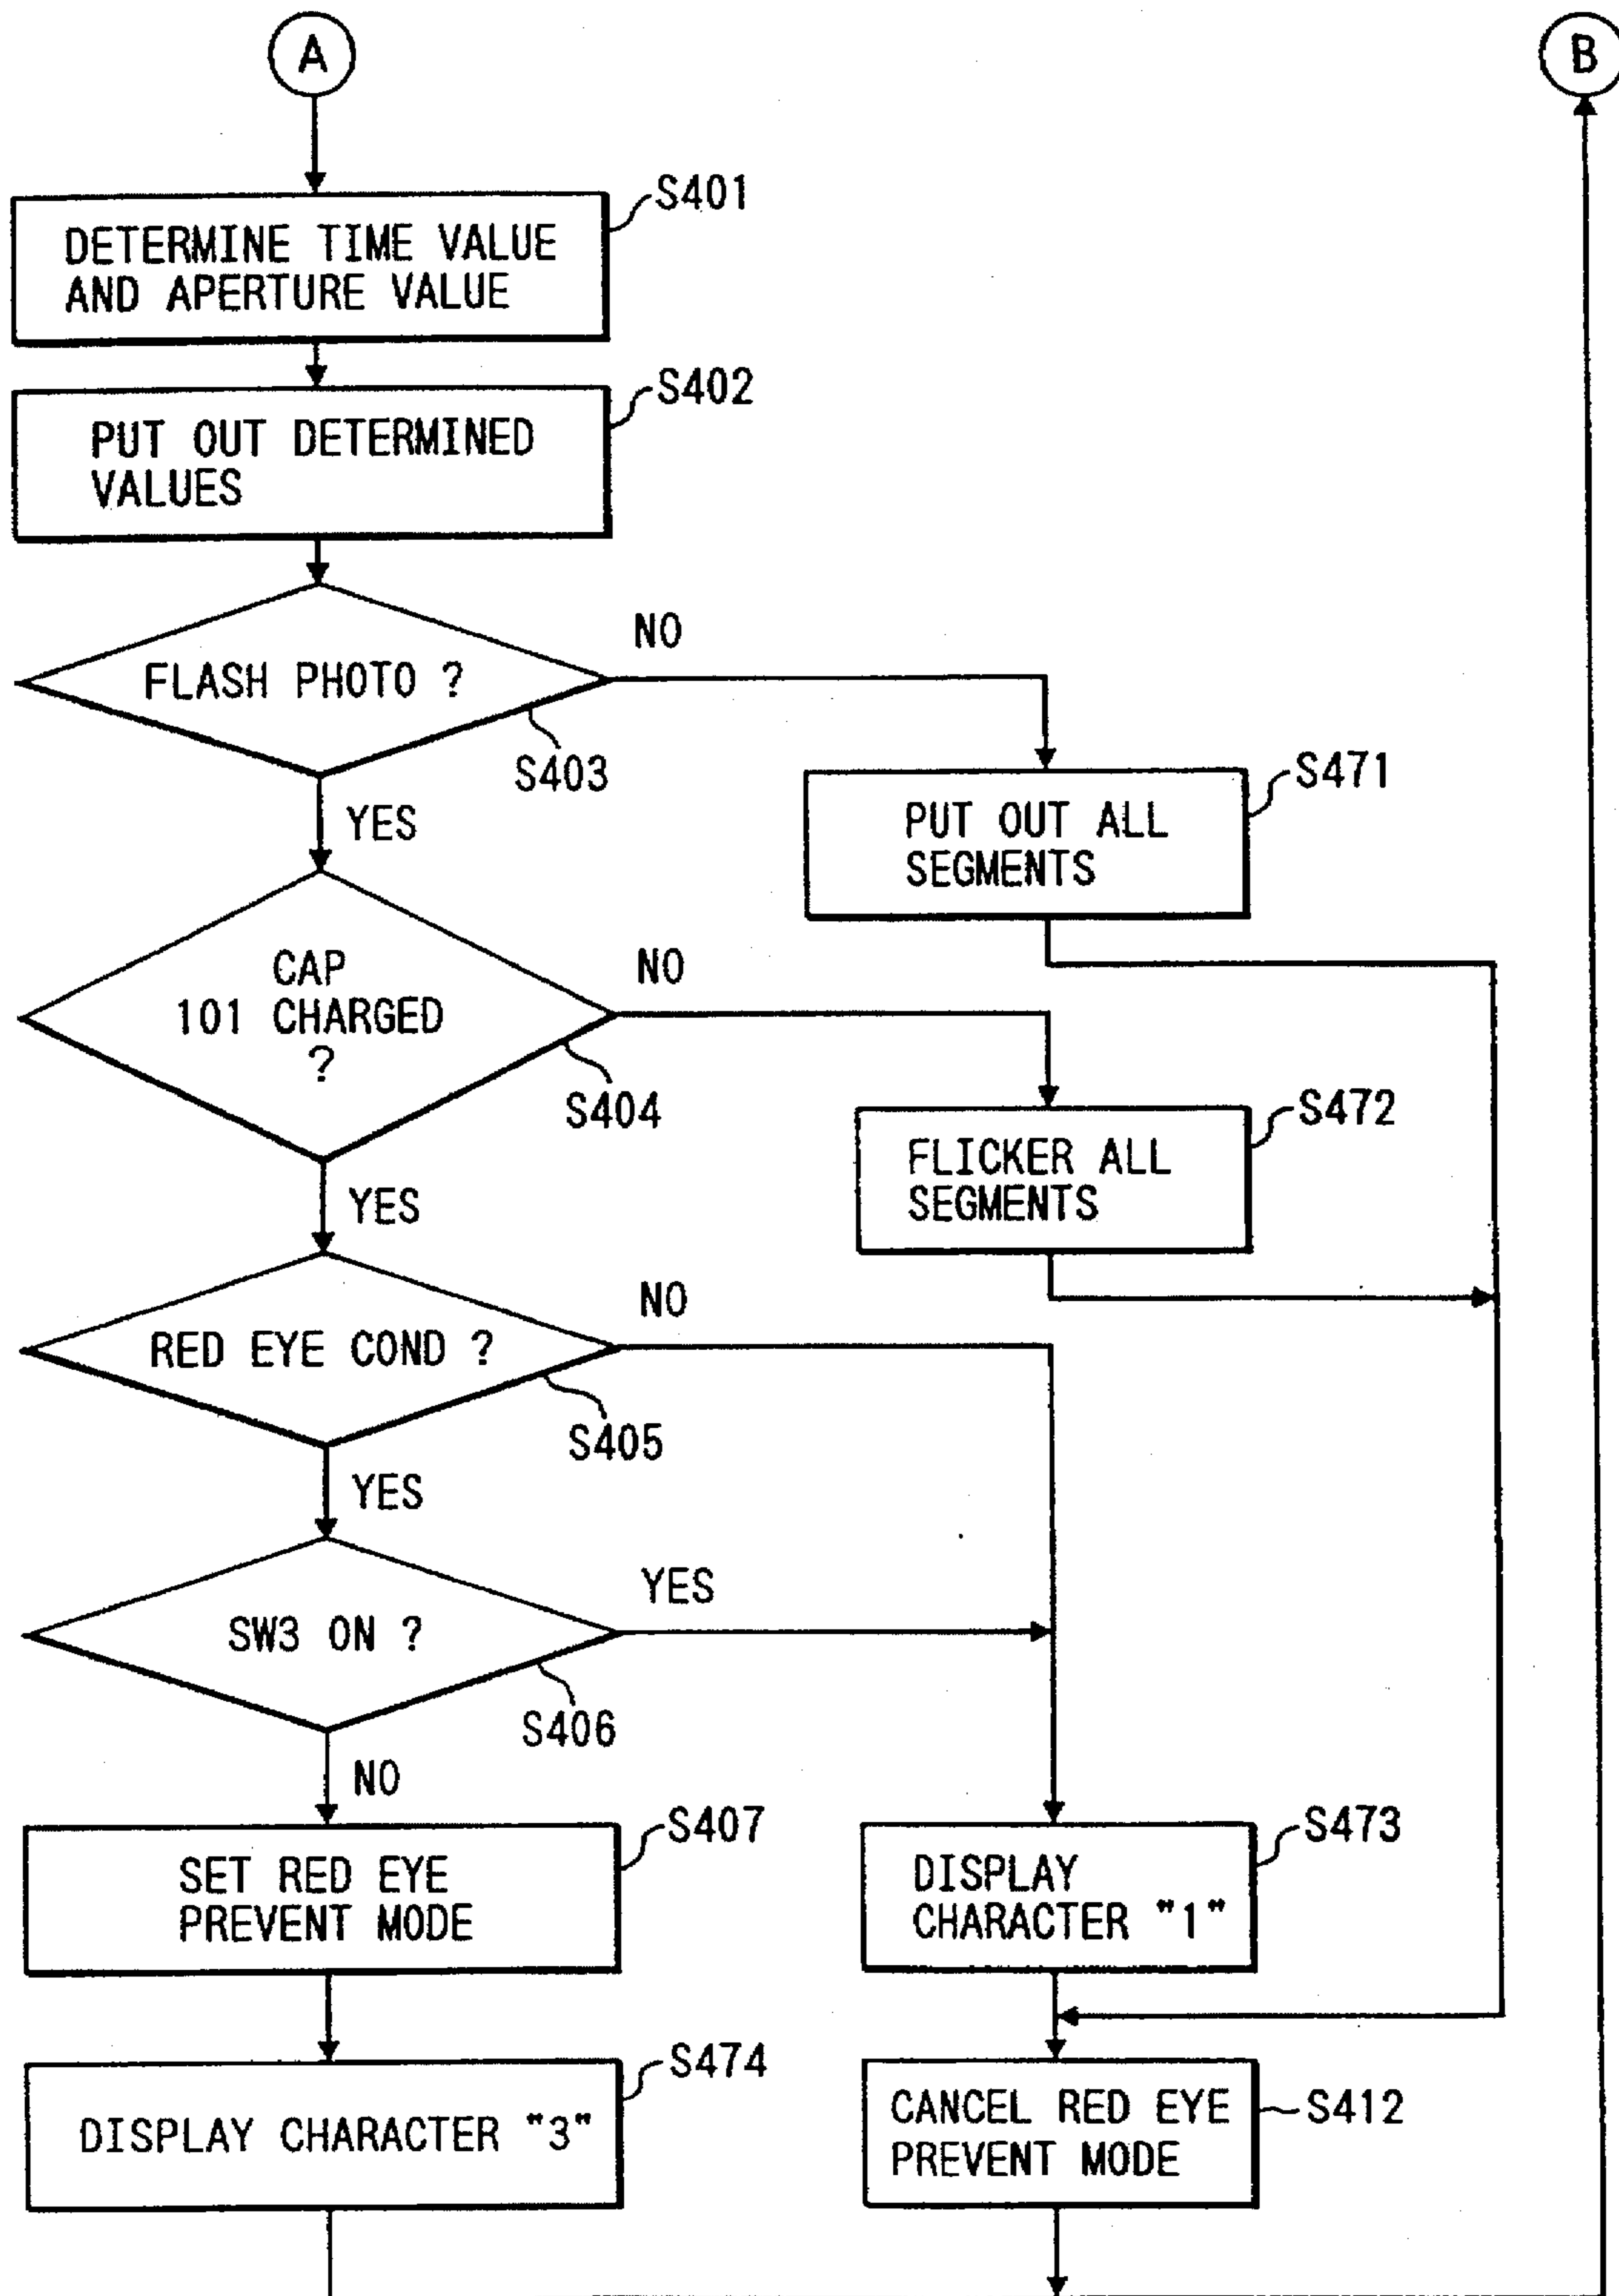 A
B
S401
DETERMINE TIME VALUE
AND APERTURE VALUE
S402
PUT OUT DETERMINED
VALUES
NO
FLASH PHOTO ?
S403
YES
S471
PUT OUT ALL
SEGMENTS
CAP
101 CHARGED
?
NO
S404
YES
S472
FLICKER ALL
SEGMENTS
NO
RED EYE COND ?
S405
YES
YES
SW3 ON ?
S406
NO
S407
SET RED EYE
PREVENT MODE
S473
DISPLAY
CHARACTER "1"
S474
DISPLAY CHARACTER "3"
CANCEL RED EYE
PREVENT MODE
S412